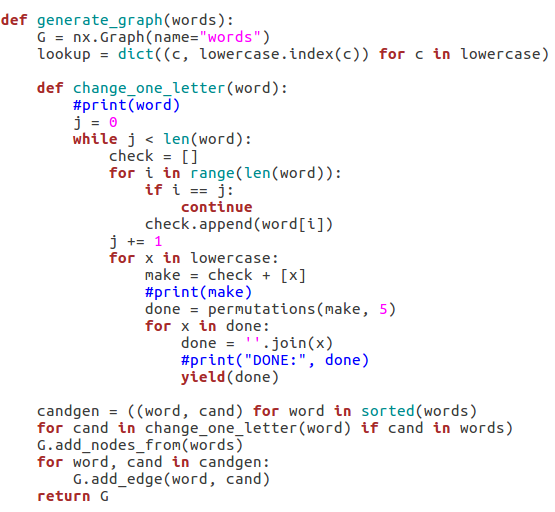 def generate_graph(words):
    G = nx.Graph(name="words")
    lookup = dict((c, lowercase.index(c)) for c in lowercase)

    def change_one_letter(word):
        #print(word)
        j = 0
        while j < len(word):
            check = []
            for i in range(len(word)):
                if i == j:
                    continue
                check.append(word[i])
            j += 1
            for x in lowercase:
                make = check + [x]
                #print(make)
                done = permutations(make, 5)
                for x in done:
                    done = ''.join(x)
                    #print("DONE:", done)
                    yield(done)

    candgen = ((word, cand) for word in sorted(words)
    for cand in change_one_letter(word) if cand in words)
    G.add_nodes_from(words)
    for word, cand in candgen:
        G.add_edge(word, cand)
    return G